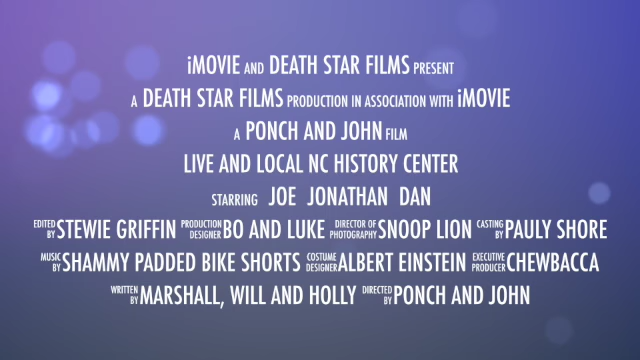 iMOVIE AND DEATH STAR FILMS PRESENT
A DEATH STAR FILMS PRODUCTION IN ASSOCIATION WITH iMOVIE
A PONCH AND JOHN FILM
LIVE AND LOCAL NC HISTORY CENTER
STARRING JOE JONATHAN DAN
EDITED BY STEWIE GRIFFIN PRODUCTION DESIGNER BO AND LUKE DIRECTOR OF PHOTOGRAPHY SNOOP LION CASTING BY PAULY SHORE
MUSIC BY SHAMMY PADDED BIKE SHORTS COSTUME DESIGNER ALBERT EINSTEIN EXECUTIVE PRODUCER CHEWBACCA
WRITTEN BY MARSHALL, WILL AND HOLLY DIRECTED BY PONCH AND JOHN